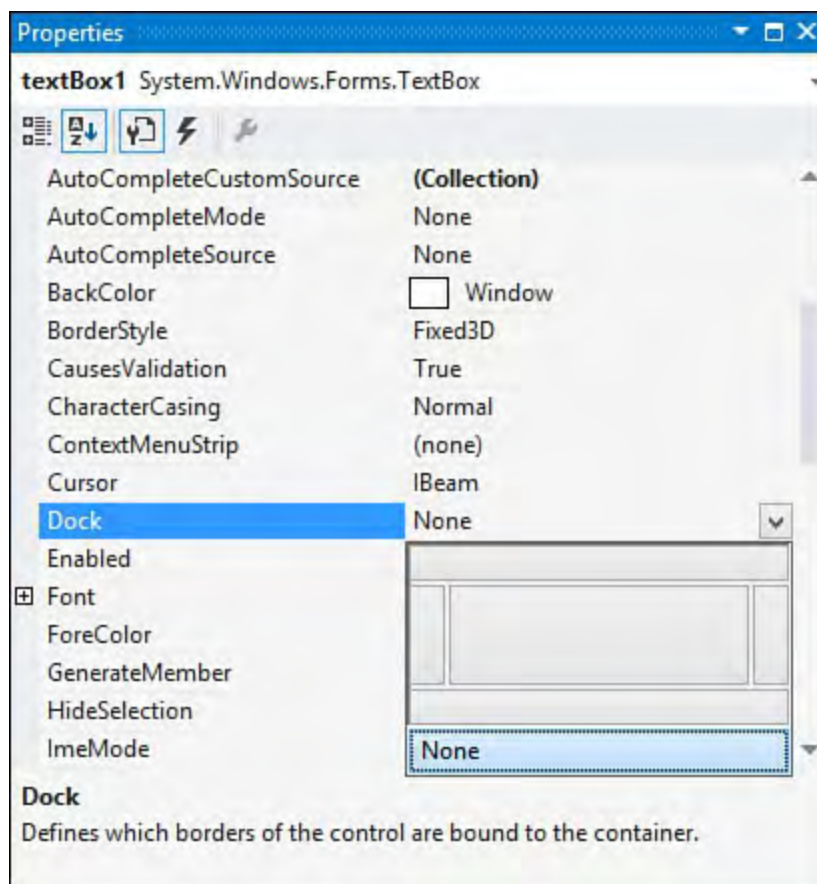 Properties
textBox1 System.Windows.Forms.TextBox
AutoCompleteCustomSource (Collection)
AutoCompleteMode None
AutoCompleteSource None
BackColor Window
BorderStyle Fixed3D
CausesValidation True
CharacterCasing Normal
ContextMenuStrip (none)
Cursor IBeam
Dock None
Enabled
Font
ForeColor
GenerateMember
HideSelection
ImeMode None
Dock
Defines which borders of the control are bound to the container.